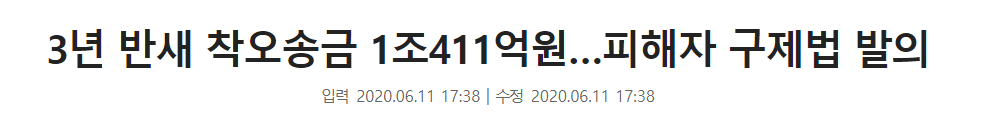 3년 반새 착오송금 1조411억원…피해자 구제법 발의
입력 2020.06.11 17:38 | 수정 2020.06.11 17:38